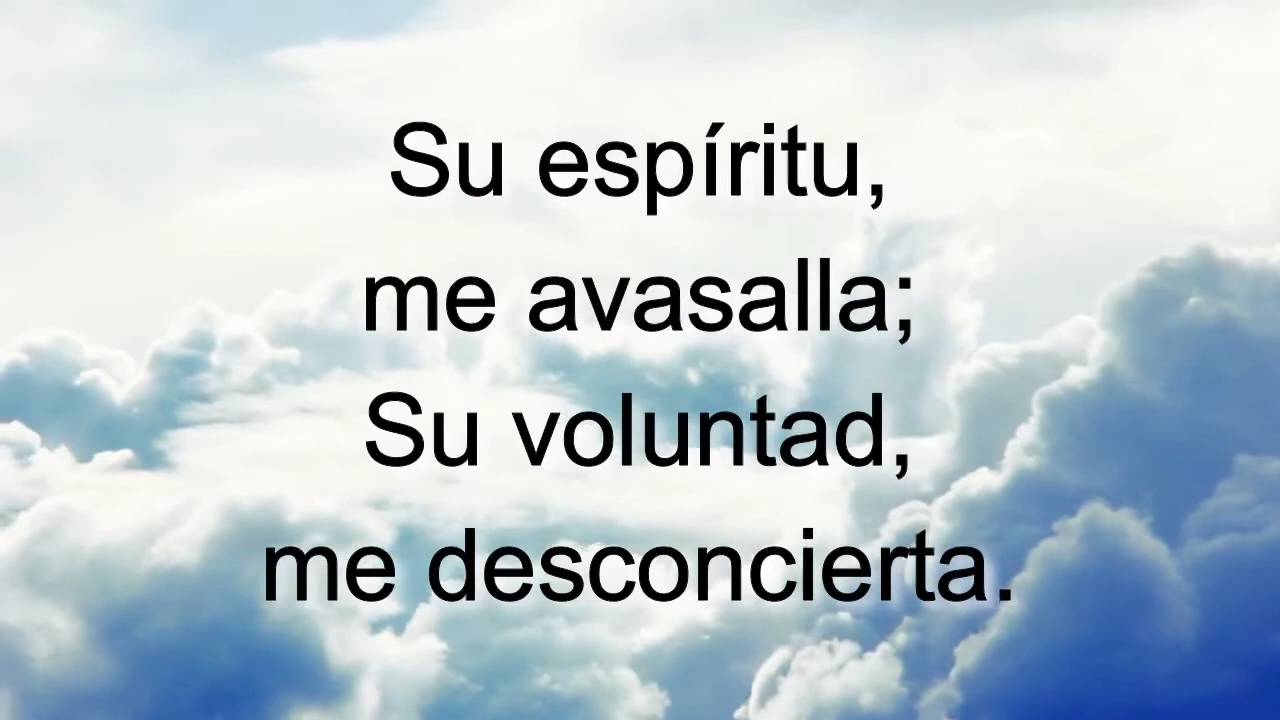 Su espíritu,
me avasalla;
Su voluntad,
me desconcierta.